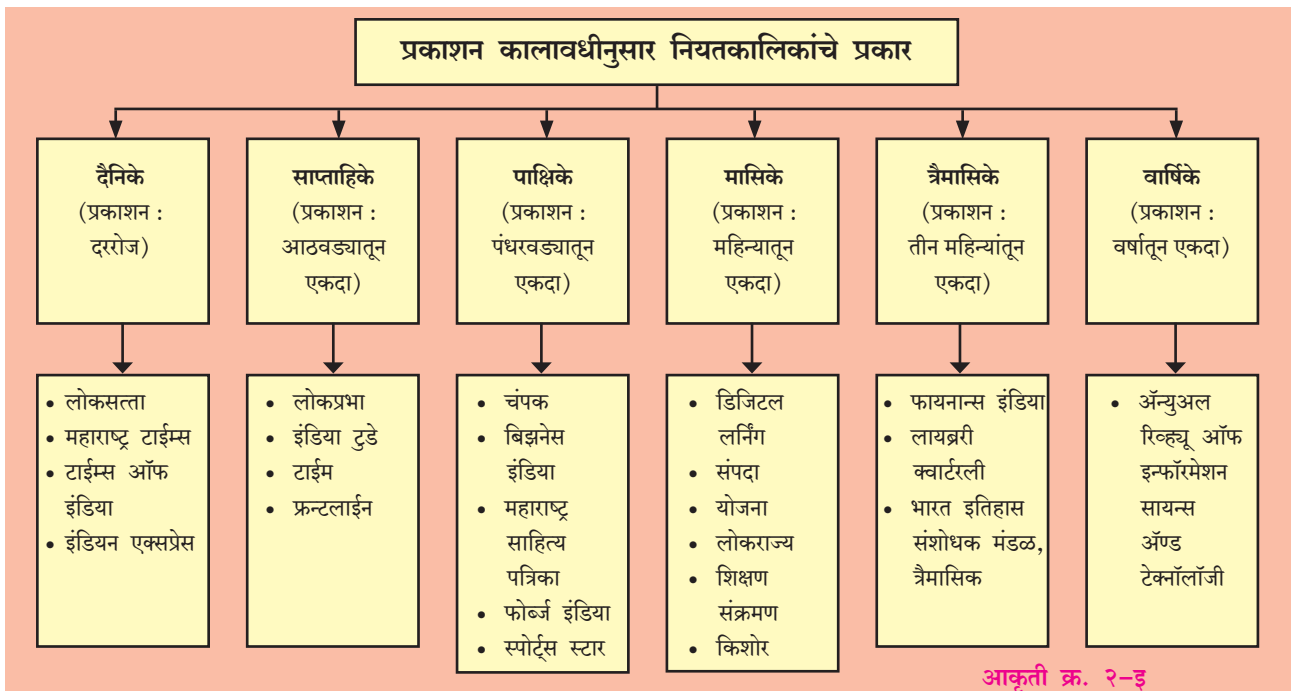 प्रकाशन कालावधीनुसार नियतकालिकांचे प्रकार
दैनिके
(प्रकाशन :
दररोज)
साप्ताहिके
(प्रकाशन :
आठवड्यातून
एकदा)
पाक्षिके
(प्रकाशन :
पंधरवड्यातून
एकदा)
मासिके
(प्रकाशन :
महिन्यातून
एकदा)
त्रैमासिके
(प्रकाशन :
तीन महिन्यांतून
एकदा)
वार्षिके
(प्रकाशन :
वर्षातून एकदा)
• लोकसत्ता
• महाराष्ट्र टाईम्स
• टाईम्स ऑफ
इंडिया
• इंडियन एक्सप्रेस
• लोकप्रभा
• इंडिया टुडे
• टाईम
• फ्रन्टलाईन
• चंपक
• बिझनेस
इंडिया
• महाराष्ट्र
साहित्य
पत्रिका
• फोर्ब्ज इंडिया
• स्पोर्ट्स स्टार
• डिजिटल
लर्निंग
• संपदा
• योजना
• लोकराज्य
• शिक्षण
संक्रमण
• किशोर
• फायनान्स इंडिया
• लायब्ररी
क्वार्टरली
• भारत इतिहास
संशोधक मंडळ,
त्रैमासिक
• ॲन्युअल
रिव्ह्यू ऑफ
इन्फॉरमेशन
सायन्स
ॲण्ड
टेक्नॉलॉजी
आकृती क्र. २–इ